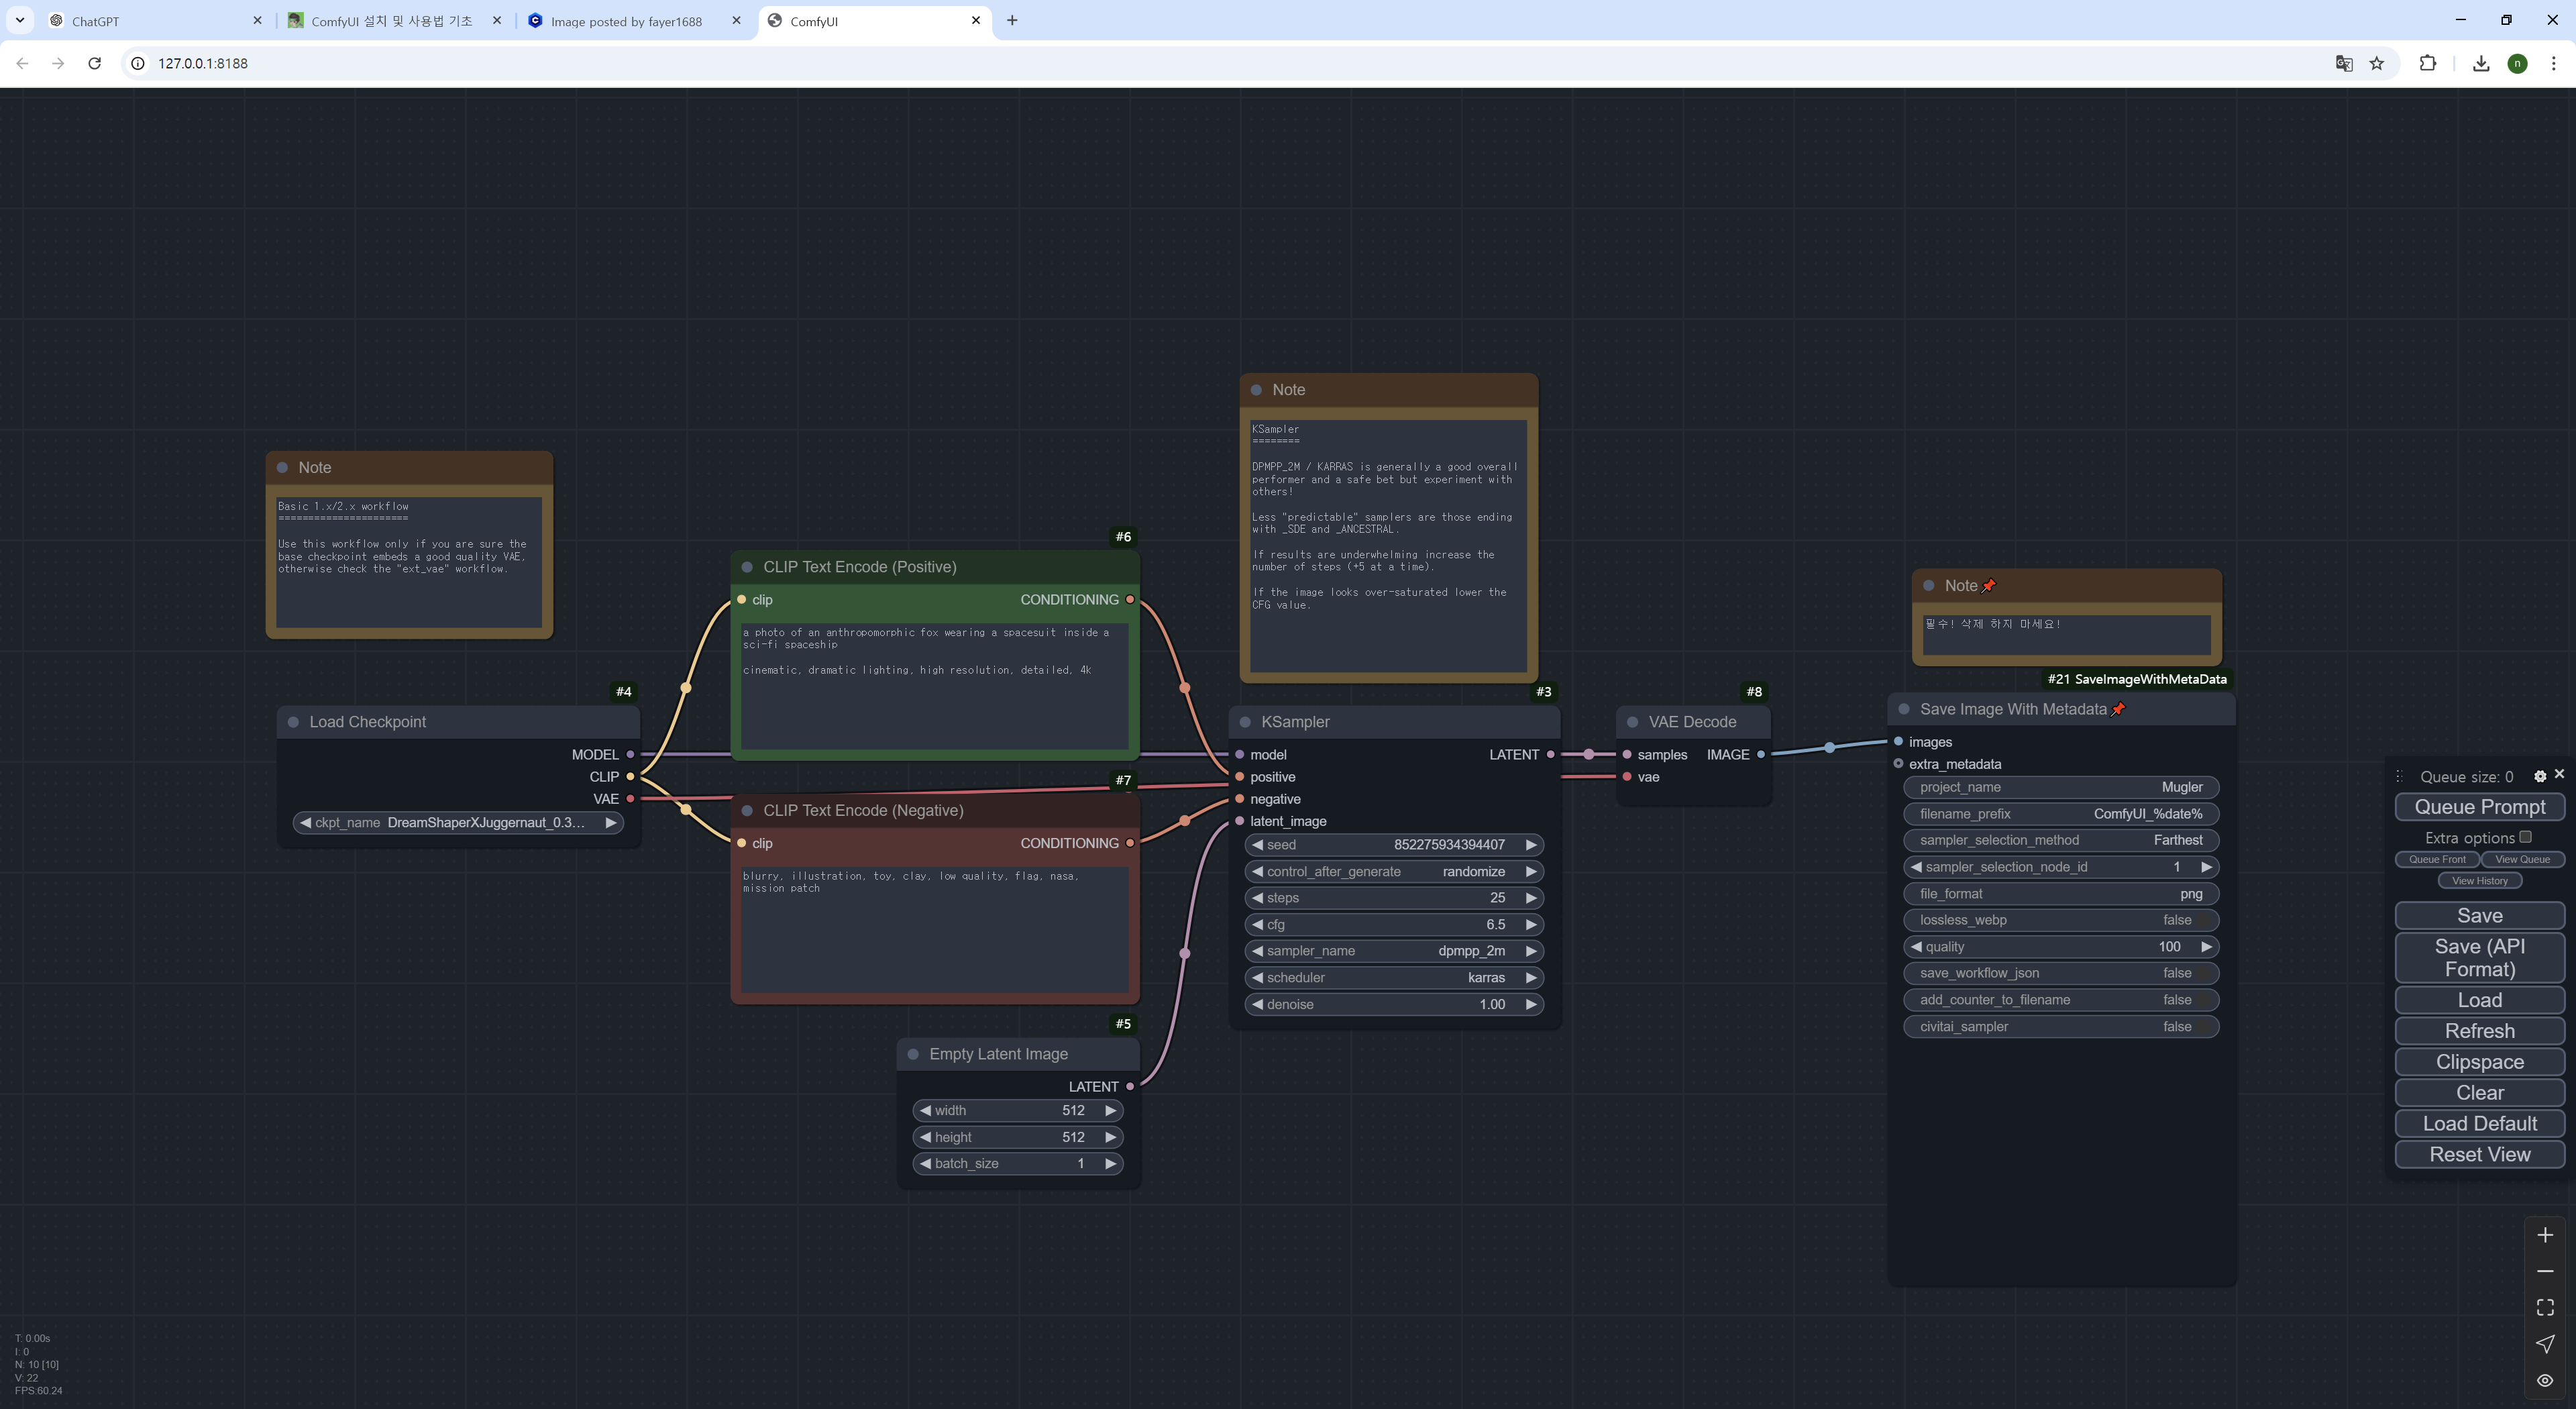 ChatGPT
ComfyUI 설치 및 사용법 기초
Image posted by fayer1688
ComfyUI
127.0.0.1:8188
n
Note
KSampler
========
DPMPP_2M / KARRAS is generally a good overall
performer and a safe bet but experiment with
others!
Less "predictable" samplers are those ending
with _SDE and _ANCESTRAL.
If results are underwhelming increase the
number of steps (+5 at a time).
If the image looks over-saturated lower the
CFG value.
Note
Basic 1.x/2.x workflow
======================
Use this workflow only if you are sure the
base checkpoint embeds a good quality VAE,
otherwise check the "ext_vae" workflow.
#6
CLIP Text Encode (Positive)
clip CONDITIONING
a photo of an anthropomorphic fox wearing a spacesuit inside a
sci-fi spaceship
cinematic, dramatic lighting, high resolution, detailed, 4k
Note
필수! 삭제 하지 마세요!
#4
Load Checkpoint
MODEL
CLIP
VAE
ckpt_name DreamShaperXJuggernaut_0.3...
#7
CLIP Text Encode (Negative)
clip CONDITIONING
blurry, illustration, toy, clay, low quality, flag, nasa,
mission patch
#5
Empty Latent Image
LATENT
width 512
height 512
batch_size 1
#3
KSampler
model LATENT
positive
negative
latent_image
seed 852275934394407
control_after_generate randomize
steps 25
cfg 6.5
sampler_name dpmpp_2m
scheduler karras
denoise 1.00
#8
VAE Decode
samples IMAGE
vae
#21 SaveImageWithMetaData
Save Image With Metadata
images
extra_metadata
project_name Mugler
filename_prefix ComfyUI_%date%
sampler_selection_method Farthest
sampler_selection_node_id 1
file_format png
lossless_webp false
quality 100
save_workflow_json false
add_counter_to_filename false
civitai_sampler false
Queue size: 0
Queue Prompt
Extra options
Queue Front View Queue
View History
Save
Save (API
Format)
Load
Refresh
Clipspace
Clear
Load Default
Reset View
T: 0.00s
I: 0
N: 10 [10]
V: 22
FPS:60.24